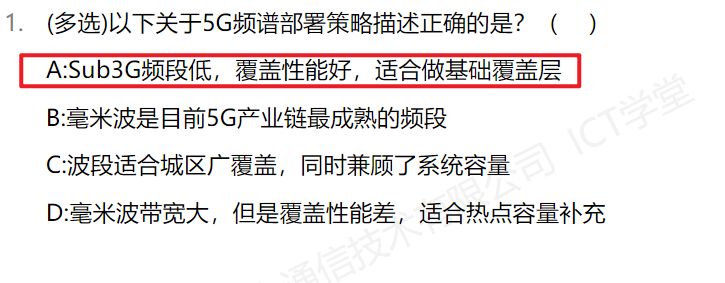 1. (多选)以下关于5G频谱部署策略描述正确的是？（ ）
A:Sub3G频段低，覆盖性能好，适合做基础覆盖层
B:毫米波是目前5G产业链最成熟的频段
C:波段适合城区广覆盖，同时兼顾了系统容量
D:毫米波带宽大，但是覆盖性能差，适合热点容量补充
通信技术有限公司 ICT学堂